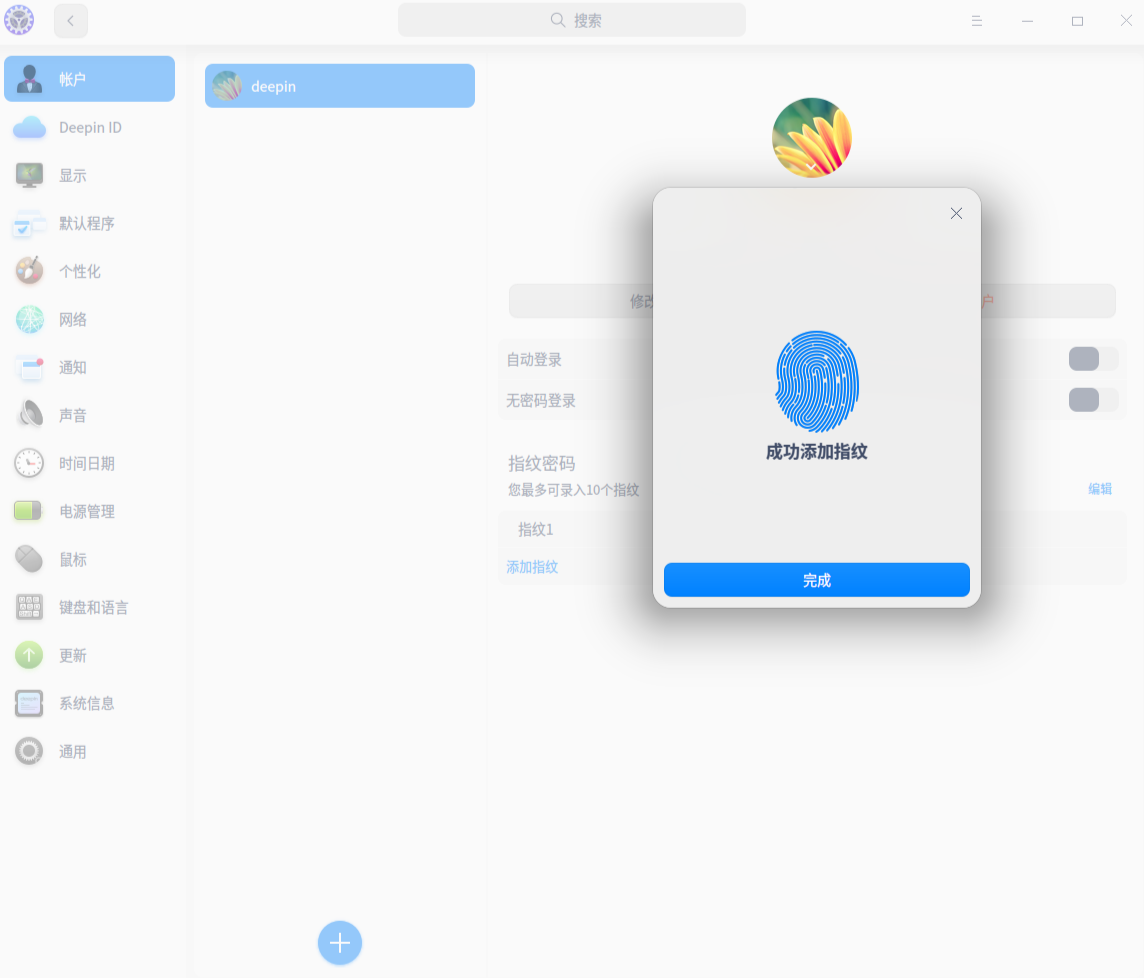 搜索
帐户
Deepin ID
显示
默认程序
个性化
网络
通知
声音
时间日期
电源管理
鼠标
键盘和语言
更新
系统信息
通用
deepin
修改
户
自动登录
无密码登录
指纹密码
您最多可录入10个指纹
编辑
指纹1
添加指纹
成功添加指纹
完成